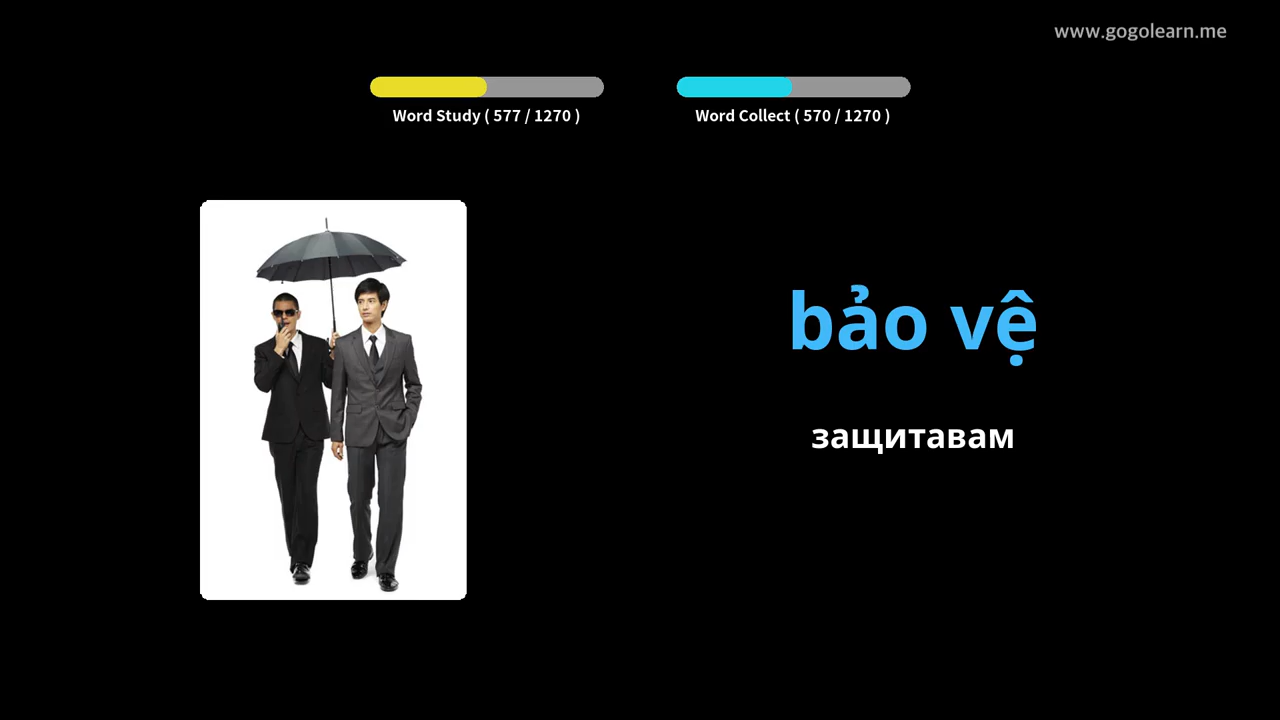 www.gogolearn.me
Word Study ( 577 / 1270 )
Word Collect ( 570 / 1270 )
bảo vệ
защитавам